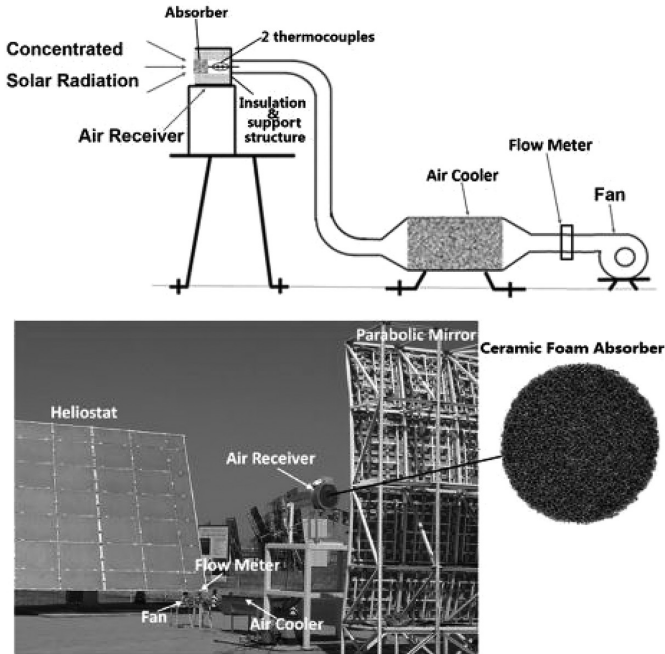 Absorber
2 thermocouples
Concentrated
Solar Radiation
Air Receiver
Insulation
&
support
structure
Flow Meter
Air Cooler
Fan
Parabolic Mirror
Ceramic Foam Absorber
Heliostat
Air Receiver
Flow Meter
Fan
Air Cooler